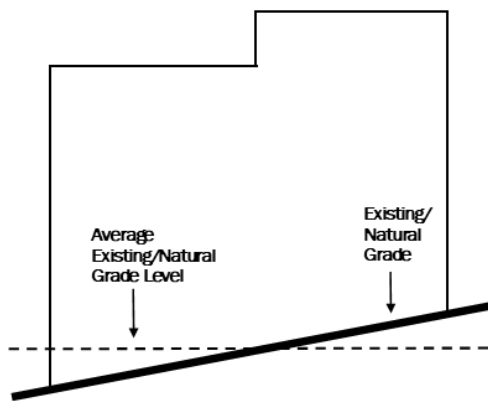 Average
Existing/Natural
Grade Level
Existing/
Natural
Grade